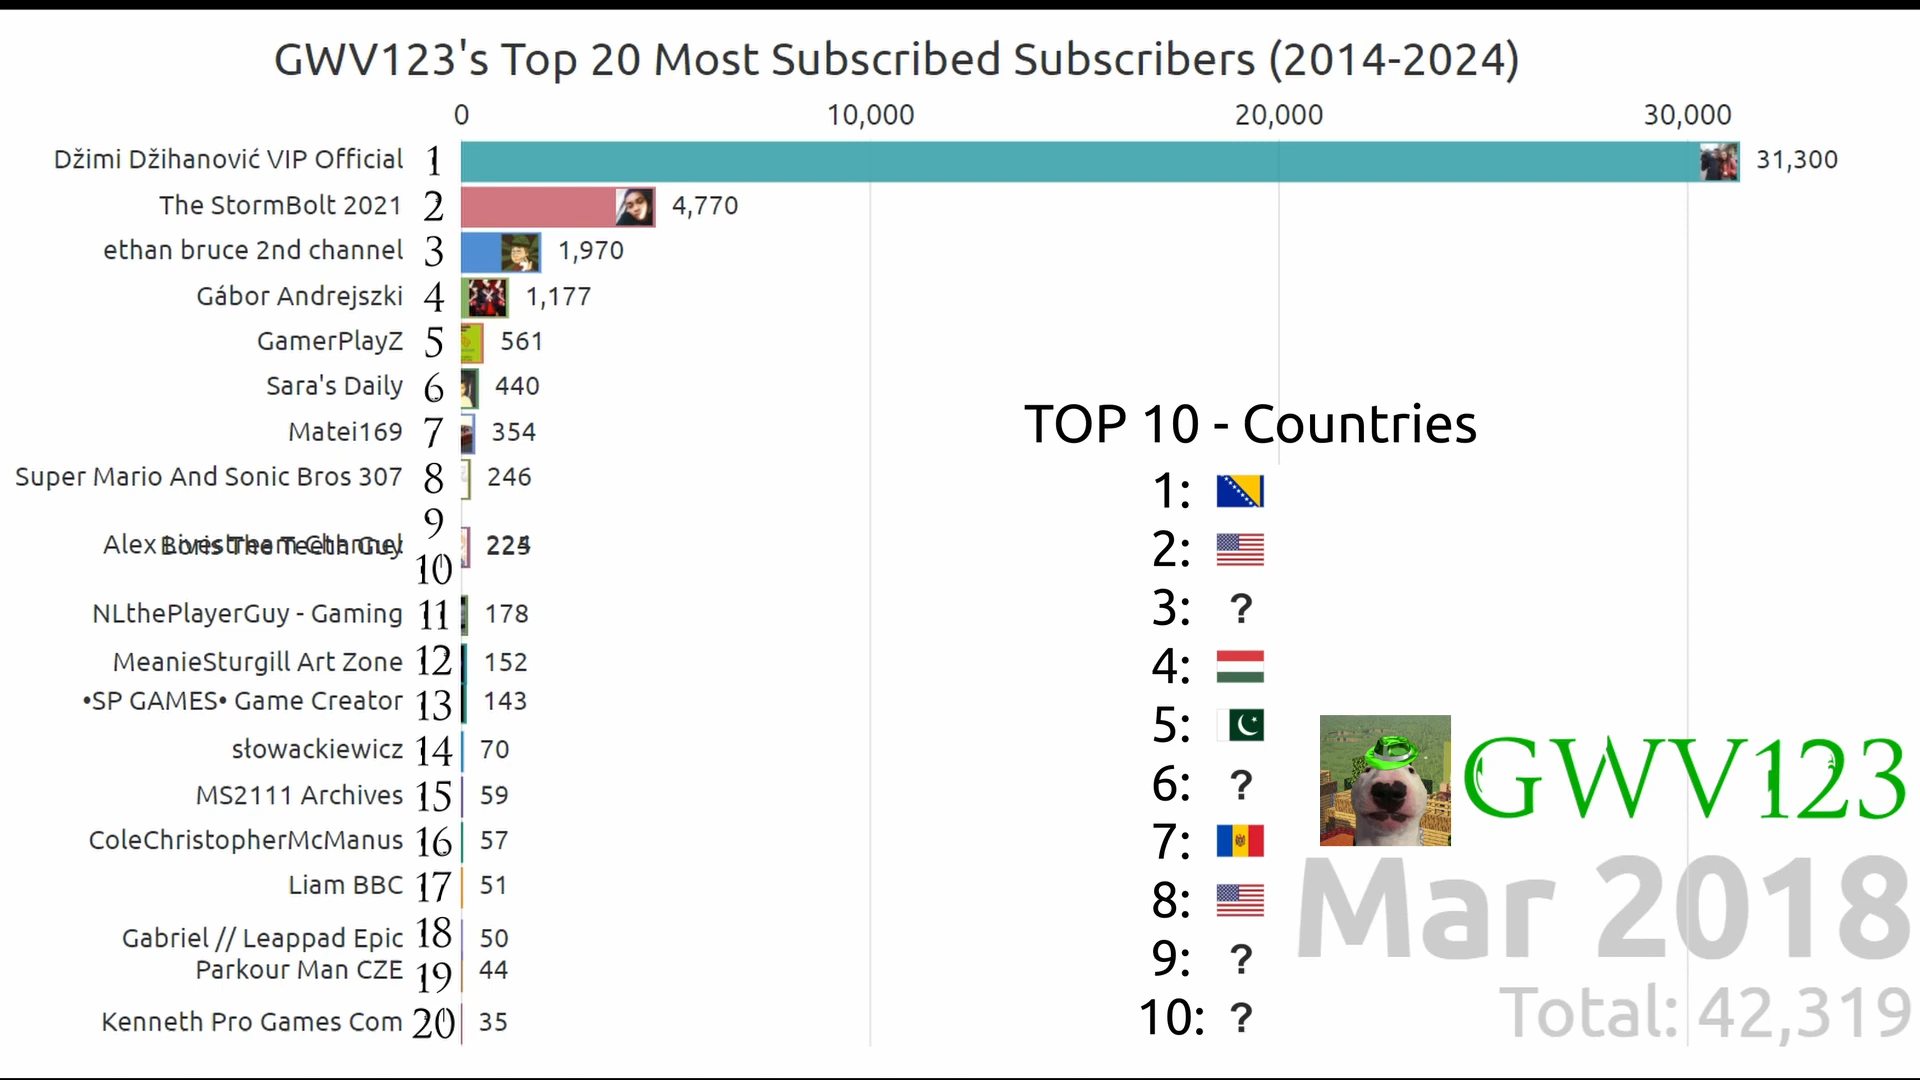 GWV123's Top 20 Most Subscribed Subscribers (2014-2024)
0 10,000 20,000 30,000
Džimi Džihanović VIP Official 1 31,300
The StormBolt 2021 2 4,770
ethan bruce 2nd channel 3 1,970
Gábor Andrejszki 4 1,177
GamerPlayZ 5 561
Sara's Daily 6 440
Matei169 7 354
Super Mario And Sonic Bros 307 8 246
9
Alex
10
NLthePlayerGuy - Gaming 11 178
MeanieSturgill Art Zone 12 152
•SP GAMES• Game Creator 13 143
słowackiewicz 14 70
MS2111 Archives 15 59
ColeChristopherMcManus 16 57
Liam BBC 17 51
Gabriel // Leappad Epic 18 50
Parkour Man CZE 19 44
Kenneth Pro Games Com 20 35
TOP 10 - Countries
1:
2:
3: ?
4:
5:
6: ?
7:
8:
9: ?
10: ?
GWV123
Mar 2018
Total: 42,319